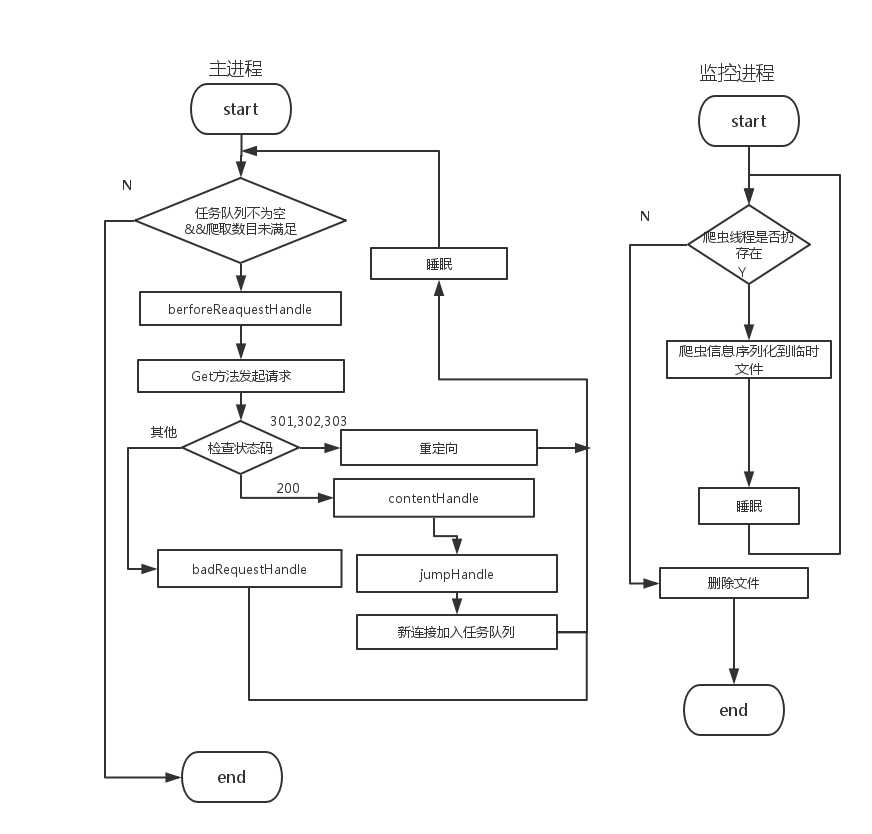 主进程
start
N
任务队列不为空
&&爬取数目未满足
睡眠
berforeReaquestHandle
Get方法发起请求
301,302,303
其他
检查状态码
重定向
200
contentHandle
badRequestHandle
jumpHandle
新连接加入任务队列
end
监控进程
start
N
爬虫线程是否扔
存在
Y
爬虫信息序列化到临时
文件
睡眠
删除文件
end